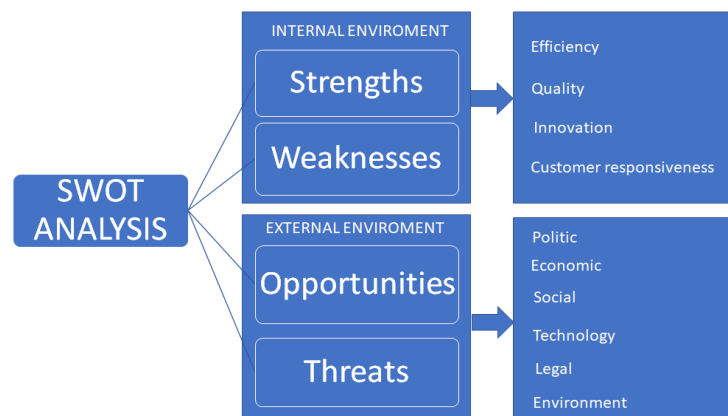 SWOT
ANALYSIS
INTERNAL ENVIROMENT
Strengths
Weaknesses
Efficiency
Quality
Innovation
Customer responsiveness
EXTERNAL ENVIROMENT
Opportunities
Threats
Politic
Economic
Social
Technology
Legal
Environment